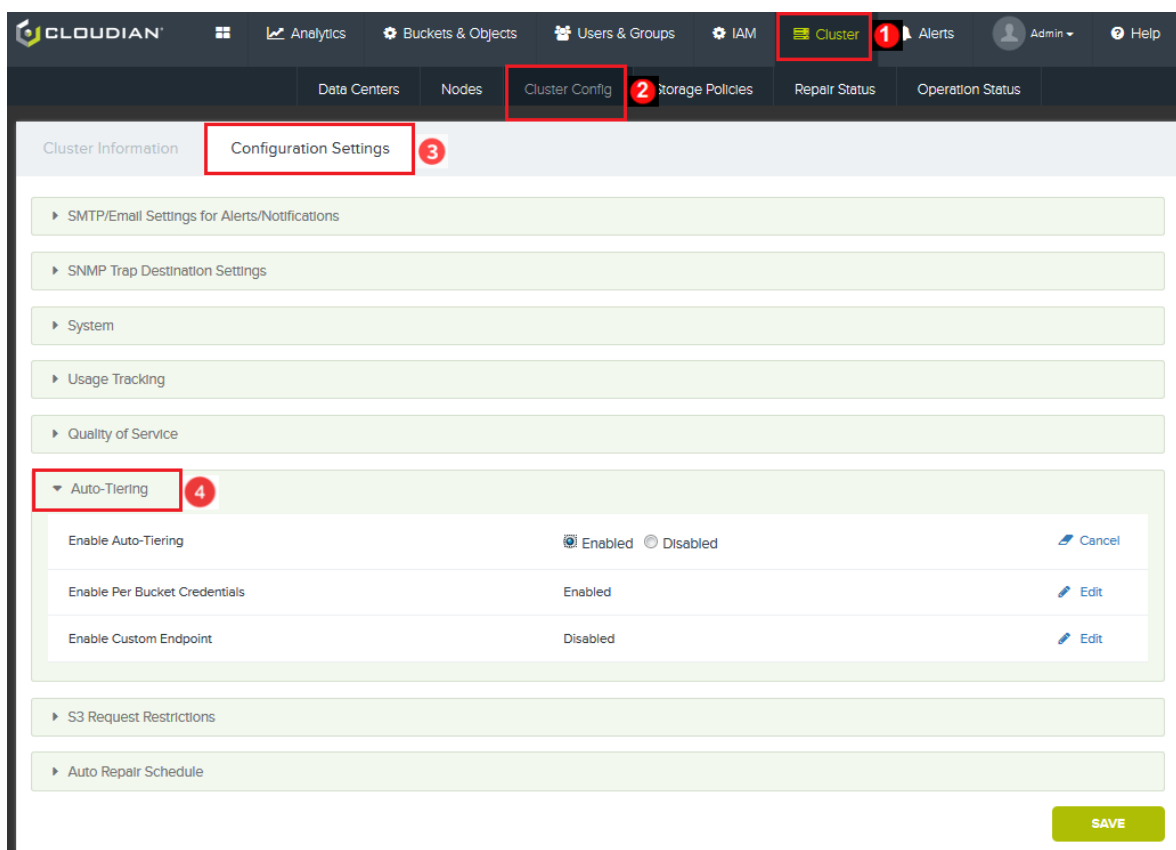 CLOUDIAN Analytics Buckets & Objects Users & Groups IAM Cluster 1 Alerts Admin Help
Data Centers Nodes Cluster Config 2 Storage Policies Repair Status Operation Status
Cluster Information Configuration Settings 3
SMTP/Email Settings for Alerts/Notifications
SNMP Trap Destination Settings
System
Usage Tracking
Quality of Service
Auto-Tiering 4
Enable Auto-Tiering Enabled Disabled Cancel
Enable Per Bucket Credentials Enabled Edit
Enable Custom Endpoint Disabled Edit
S3 Request Restrictions
Auto Repair Schedule
SAVE